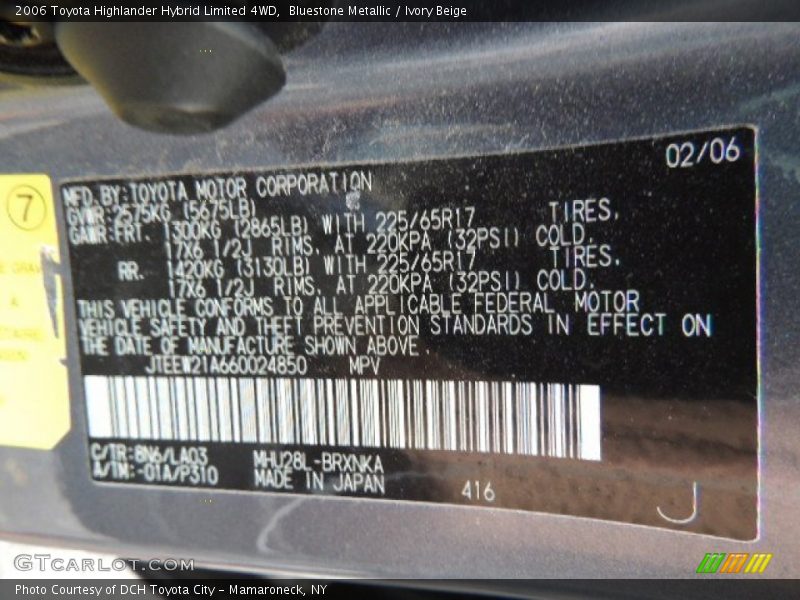 2006 Toyota Highlander Hybrid Limited 4WD, Bluestone Metallic / Ivory Beige
7
02/06
MFD. BY: TOYOTA MOTOR CORPORATION
GVWR: 2575KG (5675LB)
GAWR: FRT. 1300KG (2865LB) WITH 225/65R17 TIRES,
17X6 1/2J RIMS, AT 220KPA (32PSI) COLD.
RR. 1420KG (3130LB) WITH 225/65R17 TIRES,
17X6 1/2J RIMS, AT 220KPA (32PSI) COLD.
THIS VEHICLE CONFORMS TO ALL APPLICABLE FEDERAL MOTOR
VEHICLE SAFETY AND THEFT PREVENTION STANDARDS IN EFFECT ON
THE DATE OF MANUFACTURE SHOWN ABOVE.
JTEEW21A660024850 MPV
C/TR: 8N6/LA03 MHU28L-BRXNKA
A/TM: -01A/P310 MADE IN JAPAN
416
J
GTCARLOT.COM
Photo Courtesy of DCH Toyota City - Mamaroneck, NY